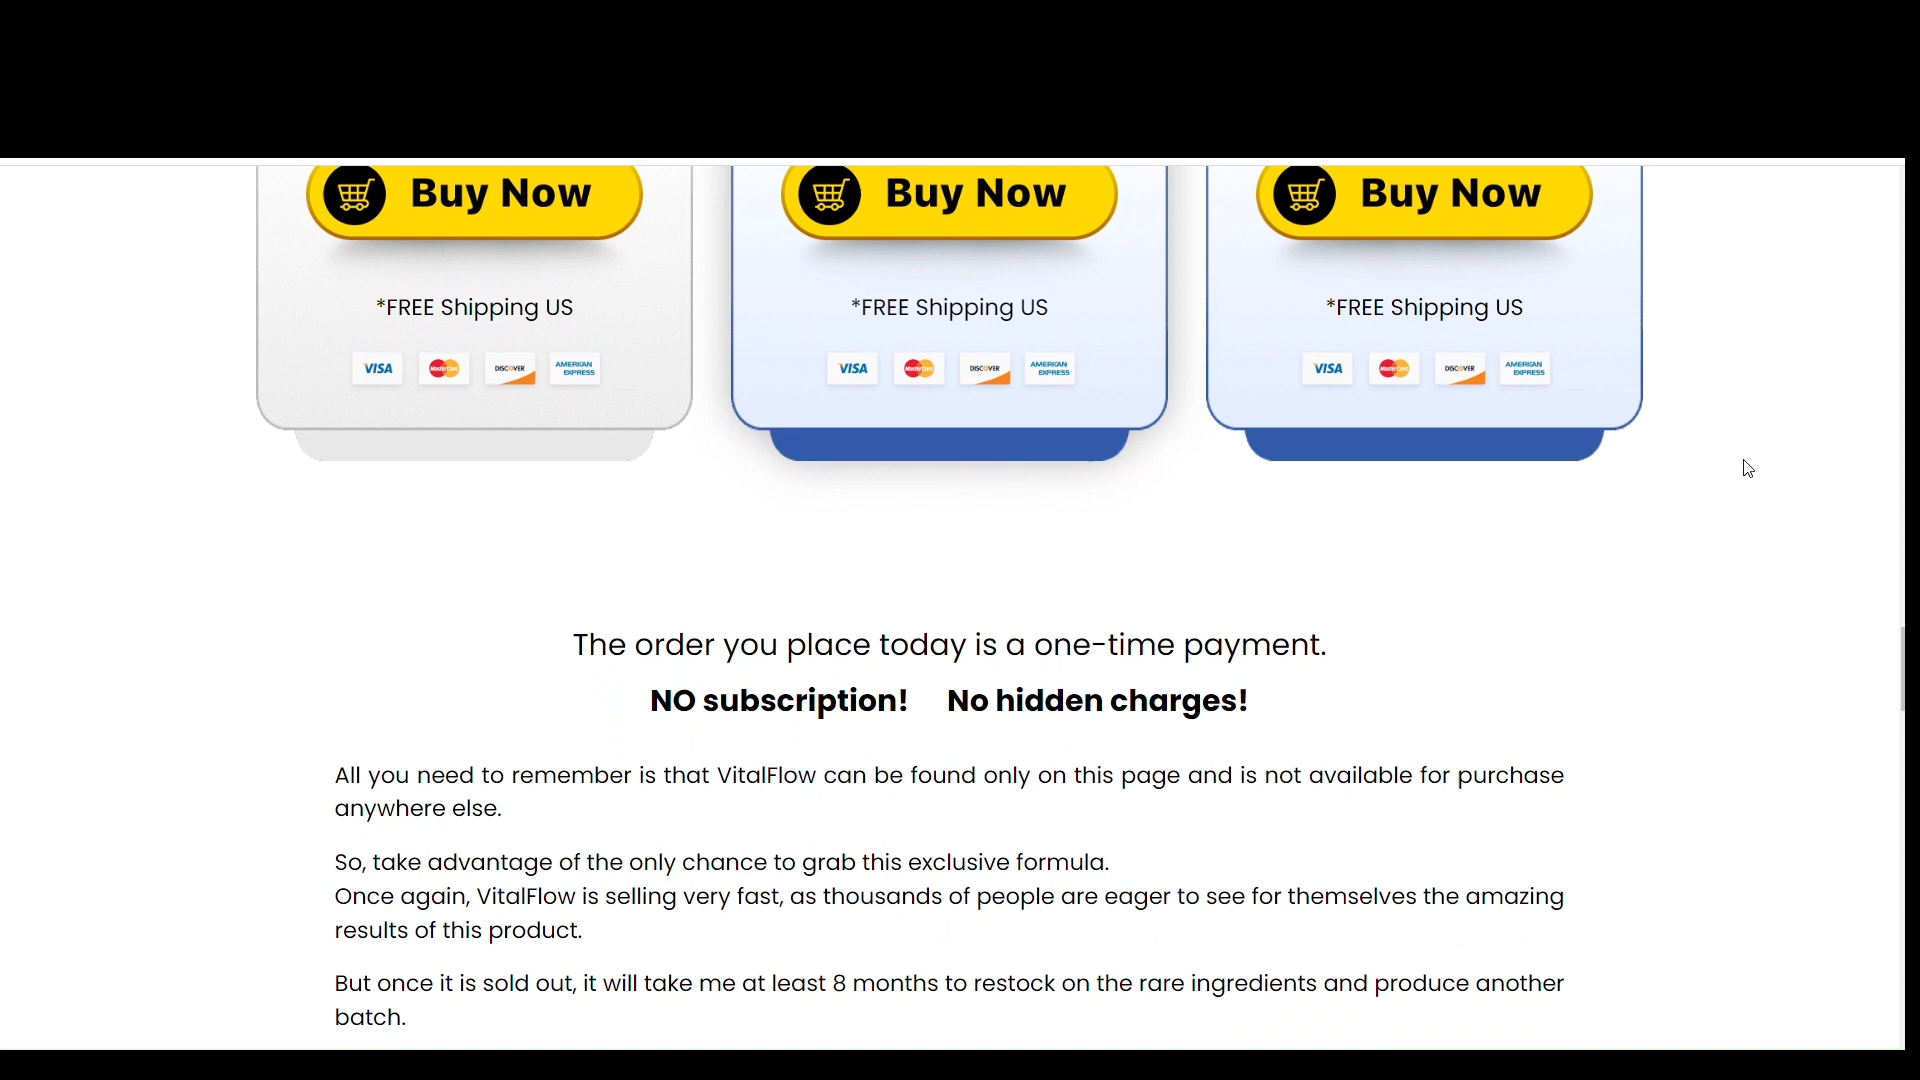 Buy Now Buy Now Buy Now
*FREE Shipping US *FREE Shipping US *FREE Shipping US
VISA MasterCard DISCOVER AMERICAN EXPRESS VISA MasterCard DISCOVER AMERICAN EXPRESS VISA MasterCard DISCOVER AMERICAN EXPRESS
The order you place today is a one-time payment.
NO subscription! No hidden charges!
All you need to remember is that VitalFlow can be found only on this page and is not available for purchase
anywhere else.
So, take advantage of the only chance to grab this exclusive formula.
Once again, VitalFlow is selling very fast, as thousands of people are eager to see for themselves the amazing
results of this product.
But once it is sold out, it will take me at least 8 months to restock on the rare ingredients and produce another
batch.